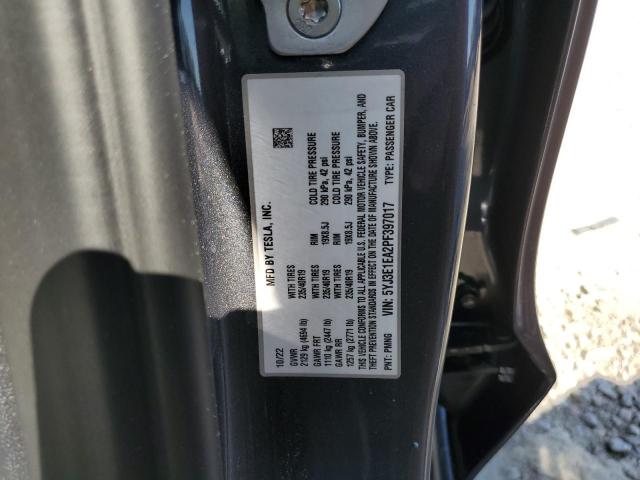 MFD BY TESLA, INC.
10/22
GVWR WITH TIRES RIM COLD TIRE PRESSURE
2129 kg (4694 lb) 235/40R19 19X8.5J 290 kPa, 42 psi
GAWR FRT WITH TIRES RIM COLD TIRE PRESSURE
1110 kg (2447 lb) 235/40R19 19X8.5J 290 kPa, 42 psi
GAWR RR
1257 kg (2771 lb)
THIS VEHICLE CONFORMS TO ALL APPLICABLE U.S. FEDERAL MOTOR VEHICLE SAFETY, BUMPER, AND
THEFT PREVENTION STANDARDS IN EFFECT ON THE DATE OF MANUFACTURE SHOWN ABOVE.
PNT: PMNG VIN: 5YJ3E1EA2PF397017 TYPE: PASSENGER CAR